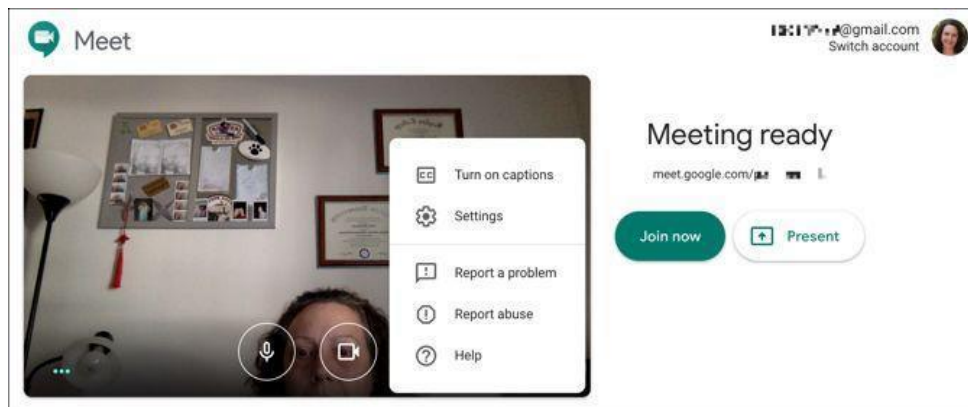 Meet
@gmail.com
Switch account
Turn on captions
Settings
Report a problem
Report abuse
Help
Meeting ready
meet.google.com/
Join now
Present